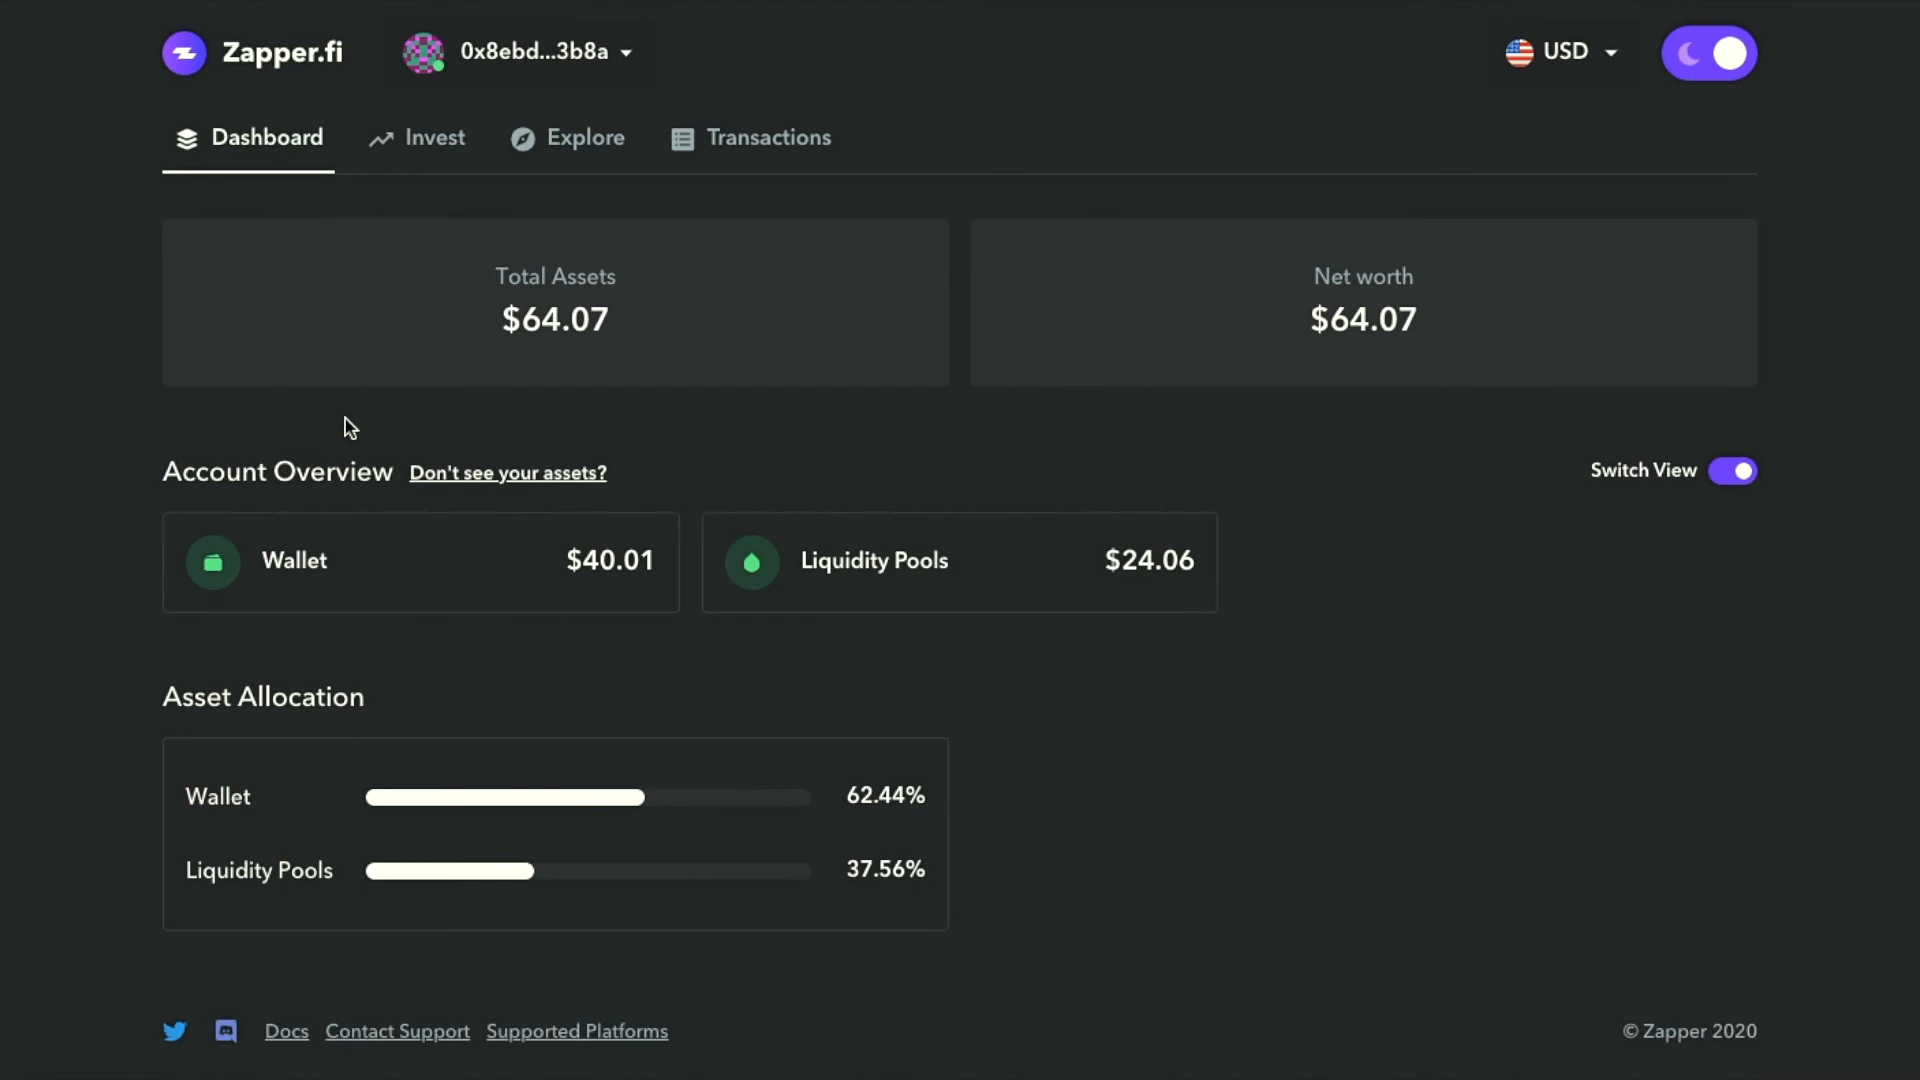 Zapper.fi 0x8ebd...3b8a USD
Dashboard Invest Explore Transactions
Total Assets
$64.07
Net worth
$64.07
Account Overview Don't see your assets? Switch View
Wallet $40.01
Liquidity Pools $24.06
Asset Allocation
Wallet 62.44%
Liquidity Pools 37.56%
Docs Contact Support Supported Platforms © Zapper 2020